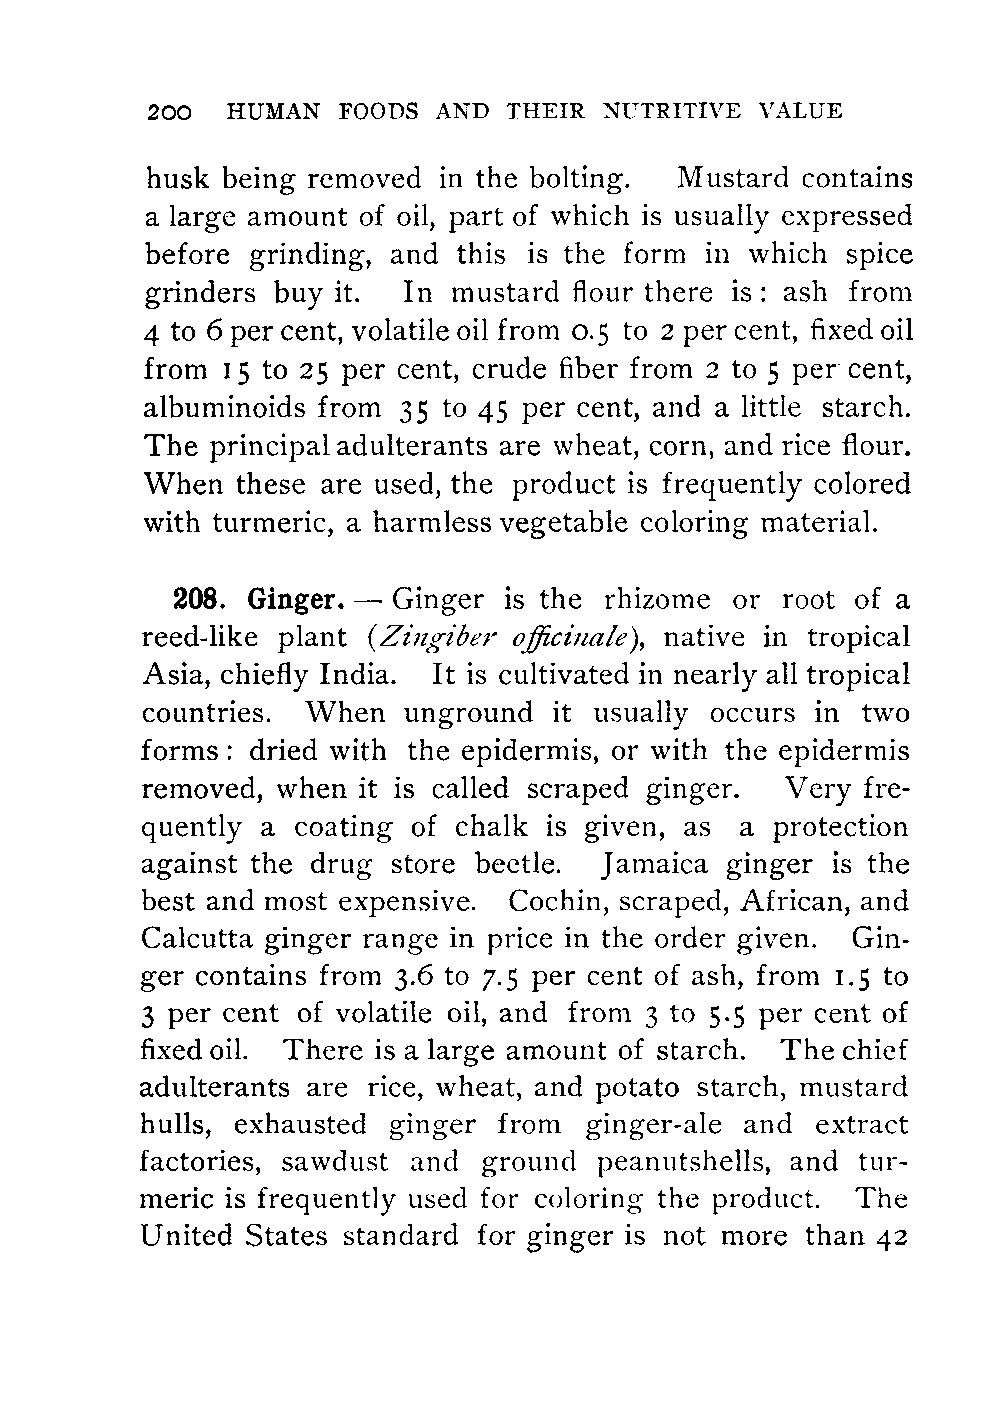 200 HUMAN FOODS AND THEIR NUTRITIVE VALUE
husk being removed in the bolting. Mustard contains
a large amount of oil, part of which is usually expressed
before grinding, and this is the form in which spice
grinders buy it. In mustard flour there is: ash from
4 to 6 per cent, volatile oil from 0.5 to 2 per cent, fixed oil
from 15 to 25 per cent, crude fiber from 2 to 5 per cent,
albuminoids from 35 to 45 per cent, and a little starch.
The principal adulterants are wheat, corn, and rice flour.
When these are used, the product is frequently colored
with turmeric, a harmless vegetable coloring material.
208. Ginger. — Ginger is the rhizome or root of a
reed-like plant (Zingiber officinale), native in tropical
Asia, chiefly India. It is cultivated in nearly all tropical
countries. When unground it usually occurs in two
forms: dried with the epidermis, or with the epidermis
removed, when it is called scraped ginger. Very fre-
quently a coating of chalk is given, as a protection
against the drug store beetle. Jamaica ginger is the
best and most expensive. Cochin, scraped, African, and
Calcutta ginger range in price in the order given. Gin-
ger contains from 3.6 to 7.5 per cent of ash, from 1.5 to
3 per cent of volatile oil, and from 3 to 5.5 per cent of
fixed oil. There is a large amount of starch. The chief
adulterants are rice, wheat, and potato starch, mustard
hulls, exhausted ginger from ginger-ale and extract
factories, sawdust and ground peanutshells, and tur-
meric is frequently used for coloring the product. The
United States standard for ginger is not more than 42